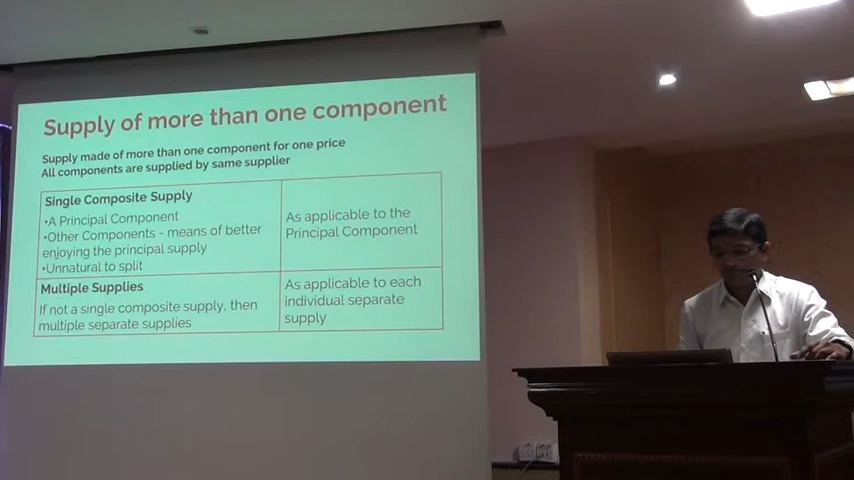 Supply of more than one component
Supply made of more than one component for one price
All components are supplied by same supplier
Single Composite Supply
•A Principal Component
•Other Components - means of better
enjoying the principal supply
•Unnatural to split
As applicable to the
Principal Component
Multiple Supplies
If not a single composite supply, then
multiple separate supplies
As applicable to each
individual separate
supply